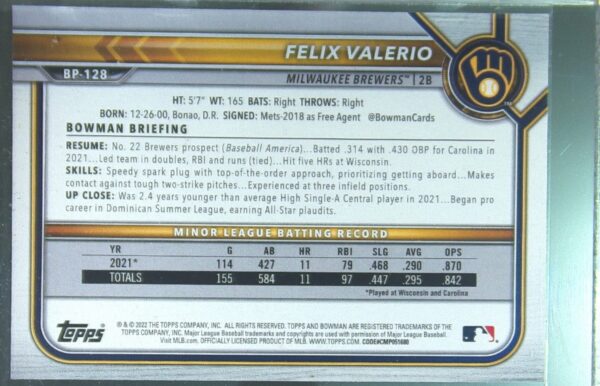 FELIX VALERIO
BP-128
MILWAUKEE BREWERS™ | 2B
HT: 5'7" WT: 165 BATS: Right THROWS: Right
BORN: 12-26-00, Bonao, D.R. SIGNED: Mets-2018 as Free Agent @BowmanCards
BOWMAN BRIEFING
RESUME: No. 22 Brewers prospect (Baseball America)...Batted .314 with .430 OBP for Carolina in
2021...Led team in doubles, RBI and runs (tied)...Hit five HRs at Wisconsin.
SKILLS: Speedy spark plug with top-of-the-order approach, prioritizing getting aboard...Makes
contact against tough two-strike pitches...Experienced at three infield positions.
UP CLOSE: Was 2.4 years younger than average High Single-A Central player in 2021...Began pro
career in Dominican Summer League, earning All-Star plaudits.
MINOR LEAGUE BATTING RECORD
YR G AB HR RBI SLG AVG OPS
2021* 114 427 11 79 .468 .290 .870
TOTALS 155 584 11 97 .447 .295 .842
*Played at Wisconsin and Carolina
Topps
® & © 2022 THE TOPPS COMPANY, INC. ALL RIGHTS RESERVED. TOPPS AND BOWMAN ARE REGISTERED TRADEMARKS OF
THE TOPPS COMPANY, INC. Major League Baseball trademarks and copyrights are used with permission of Major League Baseball.
Visit MLB.com. OFFICIALLY LICENSED PRODUCT OF MLB. WWW.TOPPS.COM. CODE#CMP051680